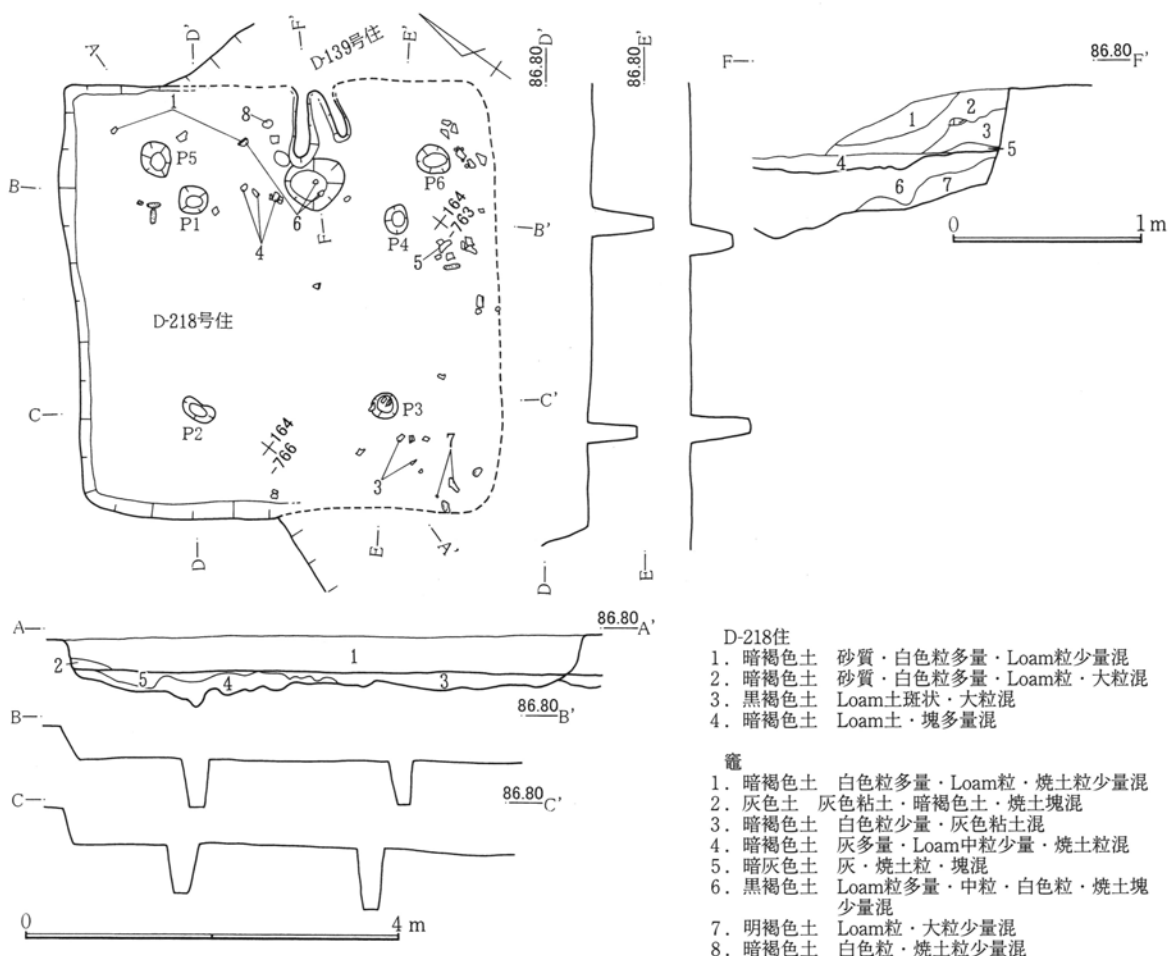 A
D'
F'
D-139号住
E'
86.80 D'
86.80 E'
F
86.80 F'
1
2
3
4
5
6
7
0
1 m
1
8
P5
P6
B
P1
6
F
P4
-164
-763
B'
4
5
D-218号住
C
P2
P3
C'
-164
-766
7
3
D
E
A'
D
E
A
86.80 A'
1
2
5
4
3
B
86.80 B'
C
86.80 C'
0
4 m
D-218住
1. 暗褐色土 砂質・白色粒多量・Loam粒少量混
2. 暗褐色土 砂質・白色粒多量・Loam粒・大粒混
3. 黒褐色土 Loam土斑状・大粒混
4. 暗褐色土 Loam土・塊多量混
竈
1. 暗褐色土 白色粒多量・Loam粒・焼土粒少量混
2. 灰色土 灰色粘土・暗褐色土・焼土塊混
3. 暗褐色土 白色粒少量・灰色粘土混
4. 暗褐色土 灰多量・Loam中粒少量・焼土粒混
5. 暗灰色土 灰・焼土粒・塊混
6. 黒褐色土 Loam粒多量・中粒・白色粒・焼土塊
少量混
7. 明褐色土 Loam粒・大粒少量混
8. 暗褐色土 白色粒・焼土粒少量混